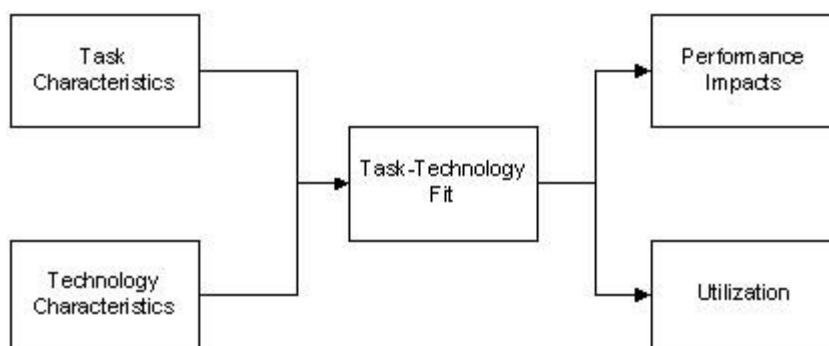 Task
Characteristics
Performance
Impacts
Task-Technology
Fit
Technology
Characteristics
Utilization